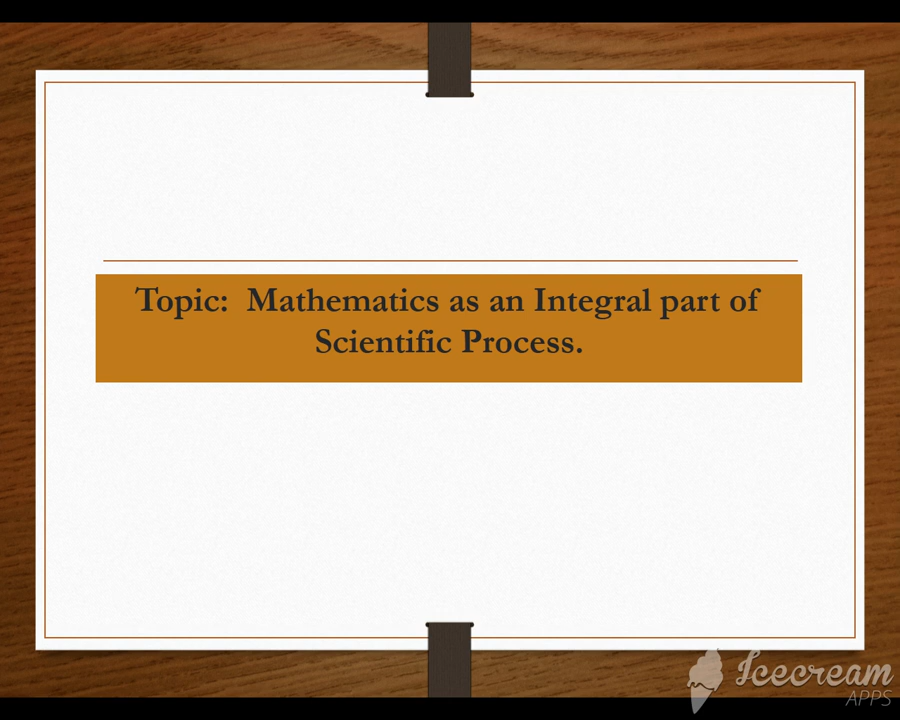 Topic:  Mathematics as an Integral part of
Scientific Process.
Icecream
APPS